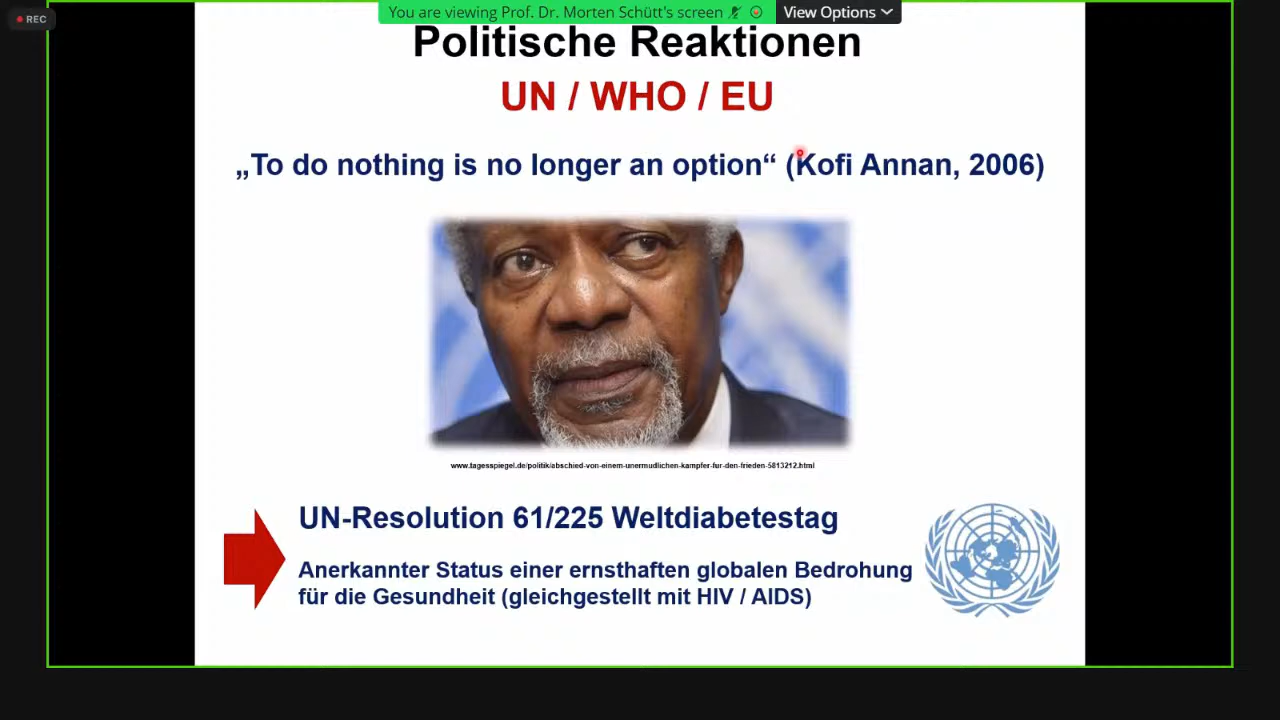 REC
You are viewing Prof. Dr. Morten Schütt's screen
View Options
Politische Reaktionen
UN / WHO / EU
„To do nothing is no longer an option“ (Kofi Annan, 2006)
www.tagesspiegel.de/politik/abschied-von-einem-unermudlichen-kampfer-fur-den-frieden-5813212.html
UN-Resolution 61/225 Weltdiabetestag
Anerkannter Status einer ernsthaften globalen Bedrohung
für die Gesundheit (gleichgestellt mit HIV / AIDS)